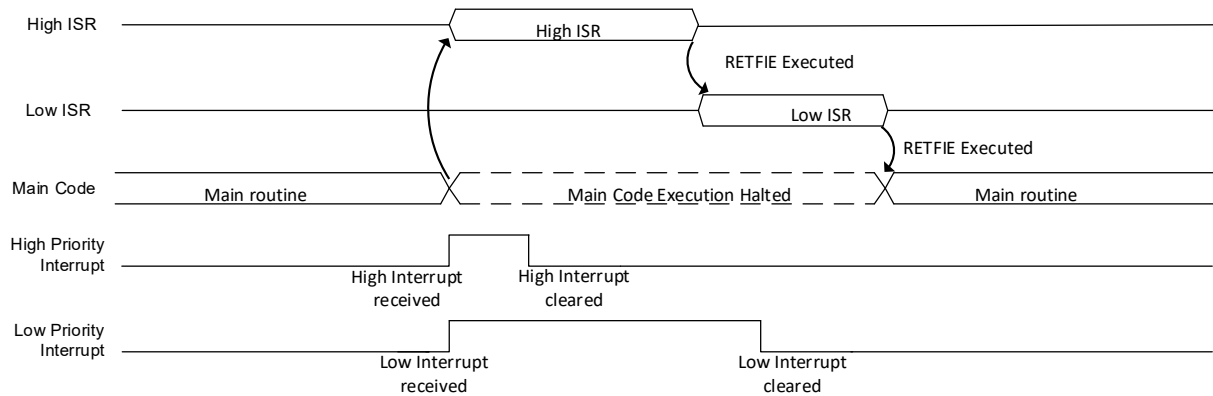 High ISR
High ISR
RETFIE Executed
Low ISR
Low ISR
RETFIE Executed
Main Code
Main routine
Main Code Execution Halted
Main routine
High Priority
Interrupt
High Interrupt
received
High Interrupt
cleared
Low Priority
Interrupt
Low Interrupt
received
Low Interrupt
cleared